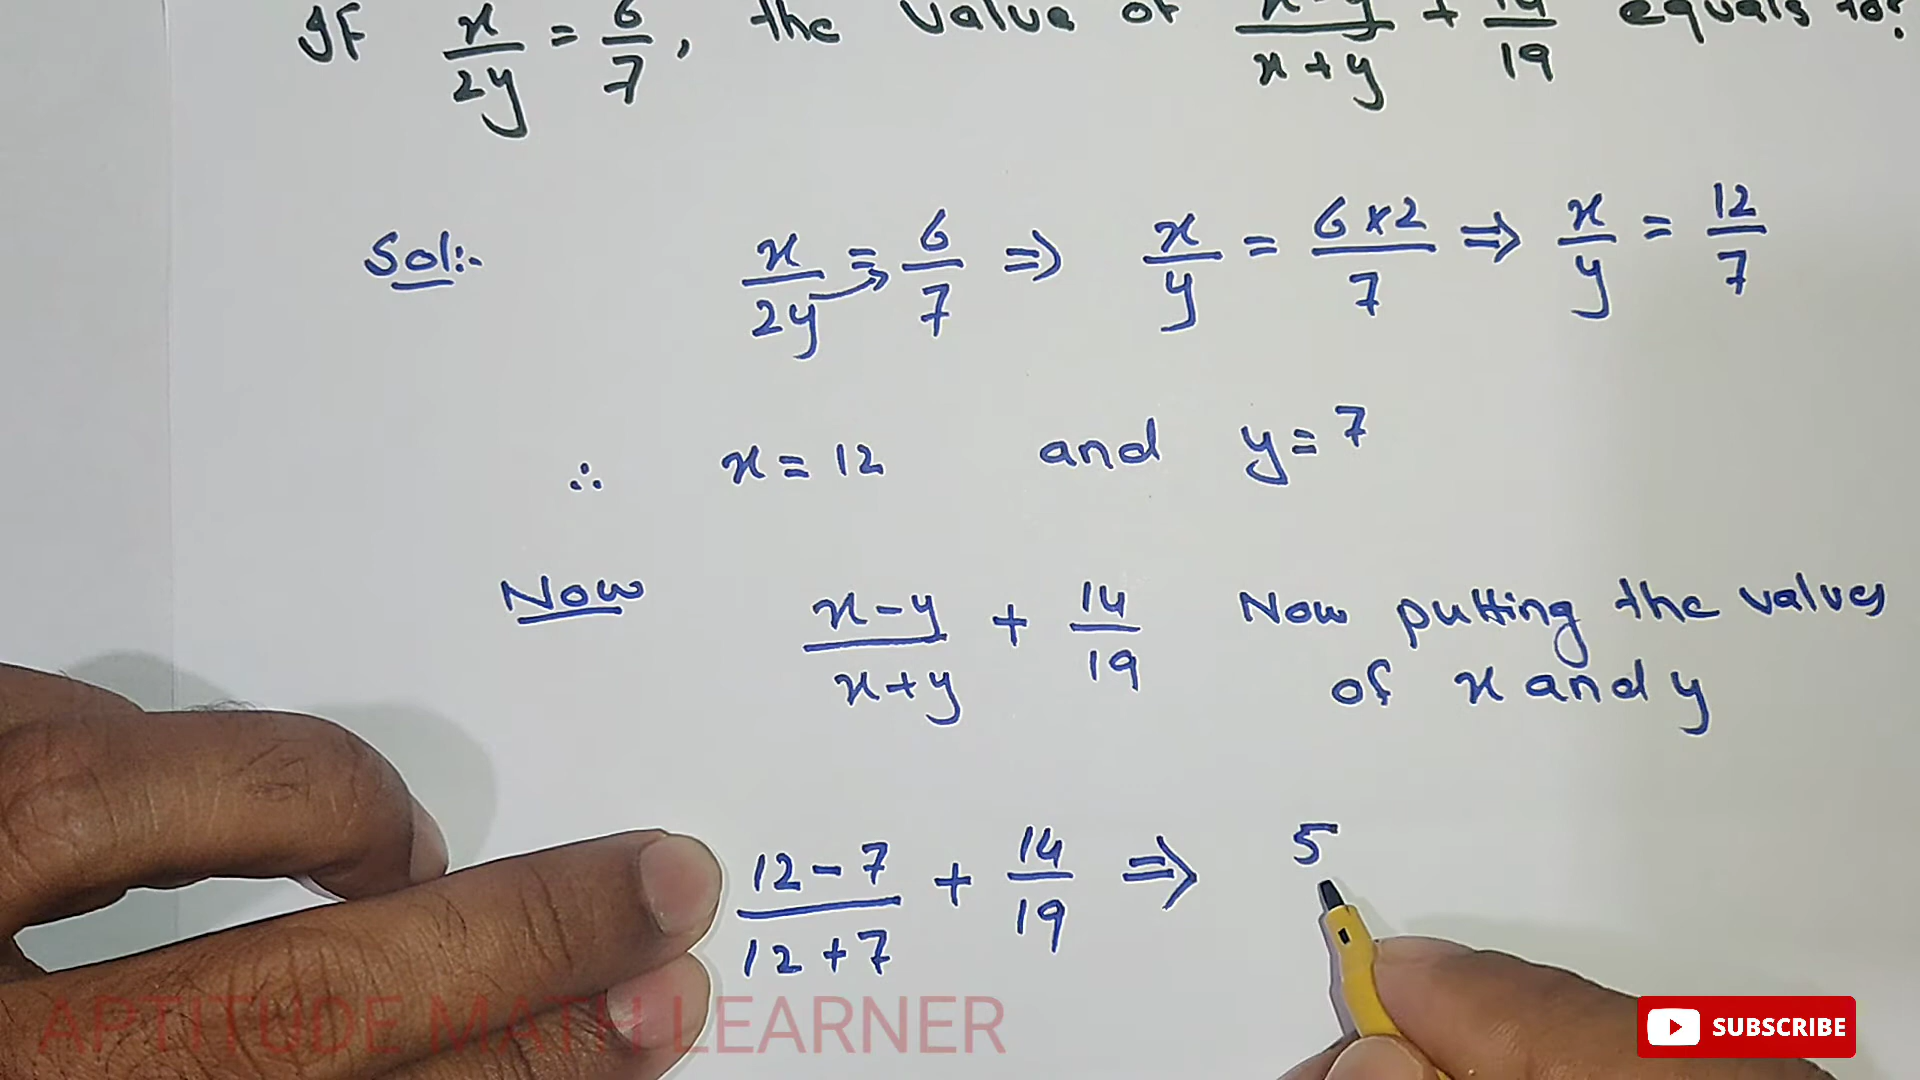 If x/2y = 6/7, the value of x-y/x+y + 14/19 equals to?
Sol:- x/2y = 6/7 ⇒ x/y = 6×2/7 ⇒ x/y = 12/7
∴ x = 12 and y = 7
Now x-y/x+y + 14/19 Now putting the values
of x and y
12-7/12+7 + 14/19 ⇒ 5
APTITUDE MATH LEARNER
SUBSCRIBE